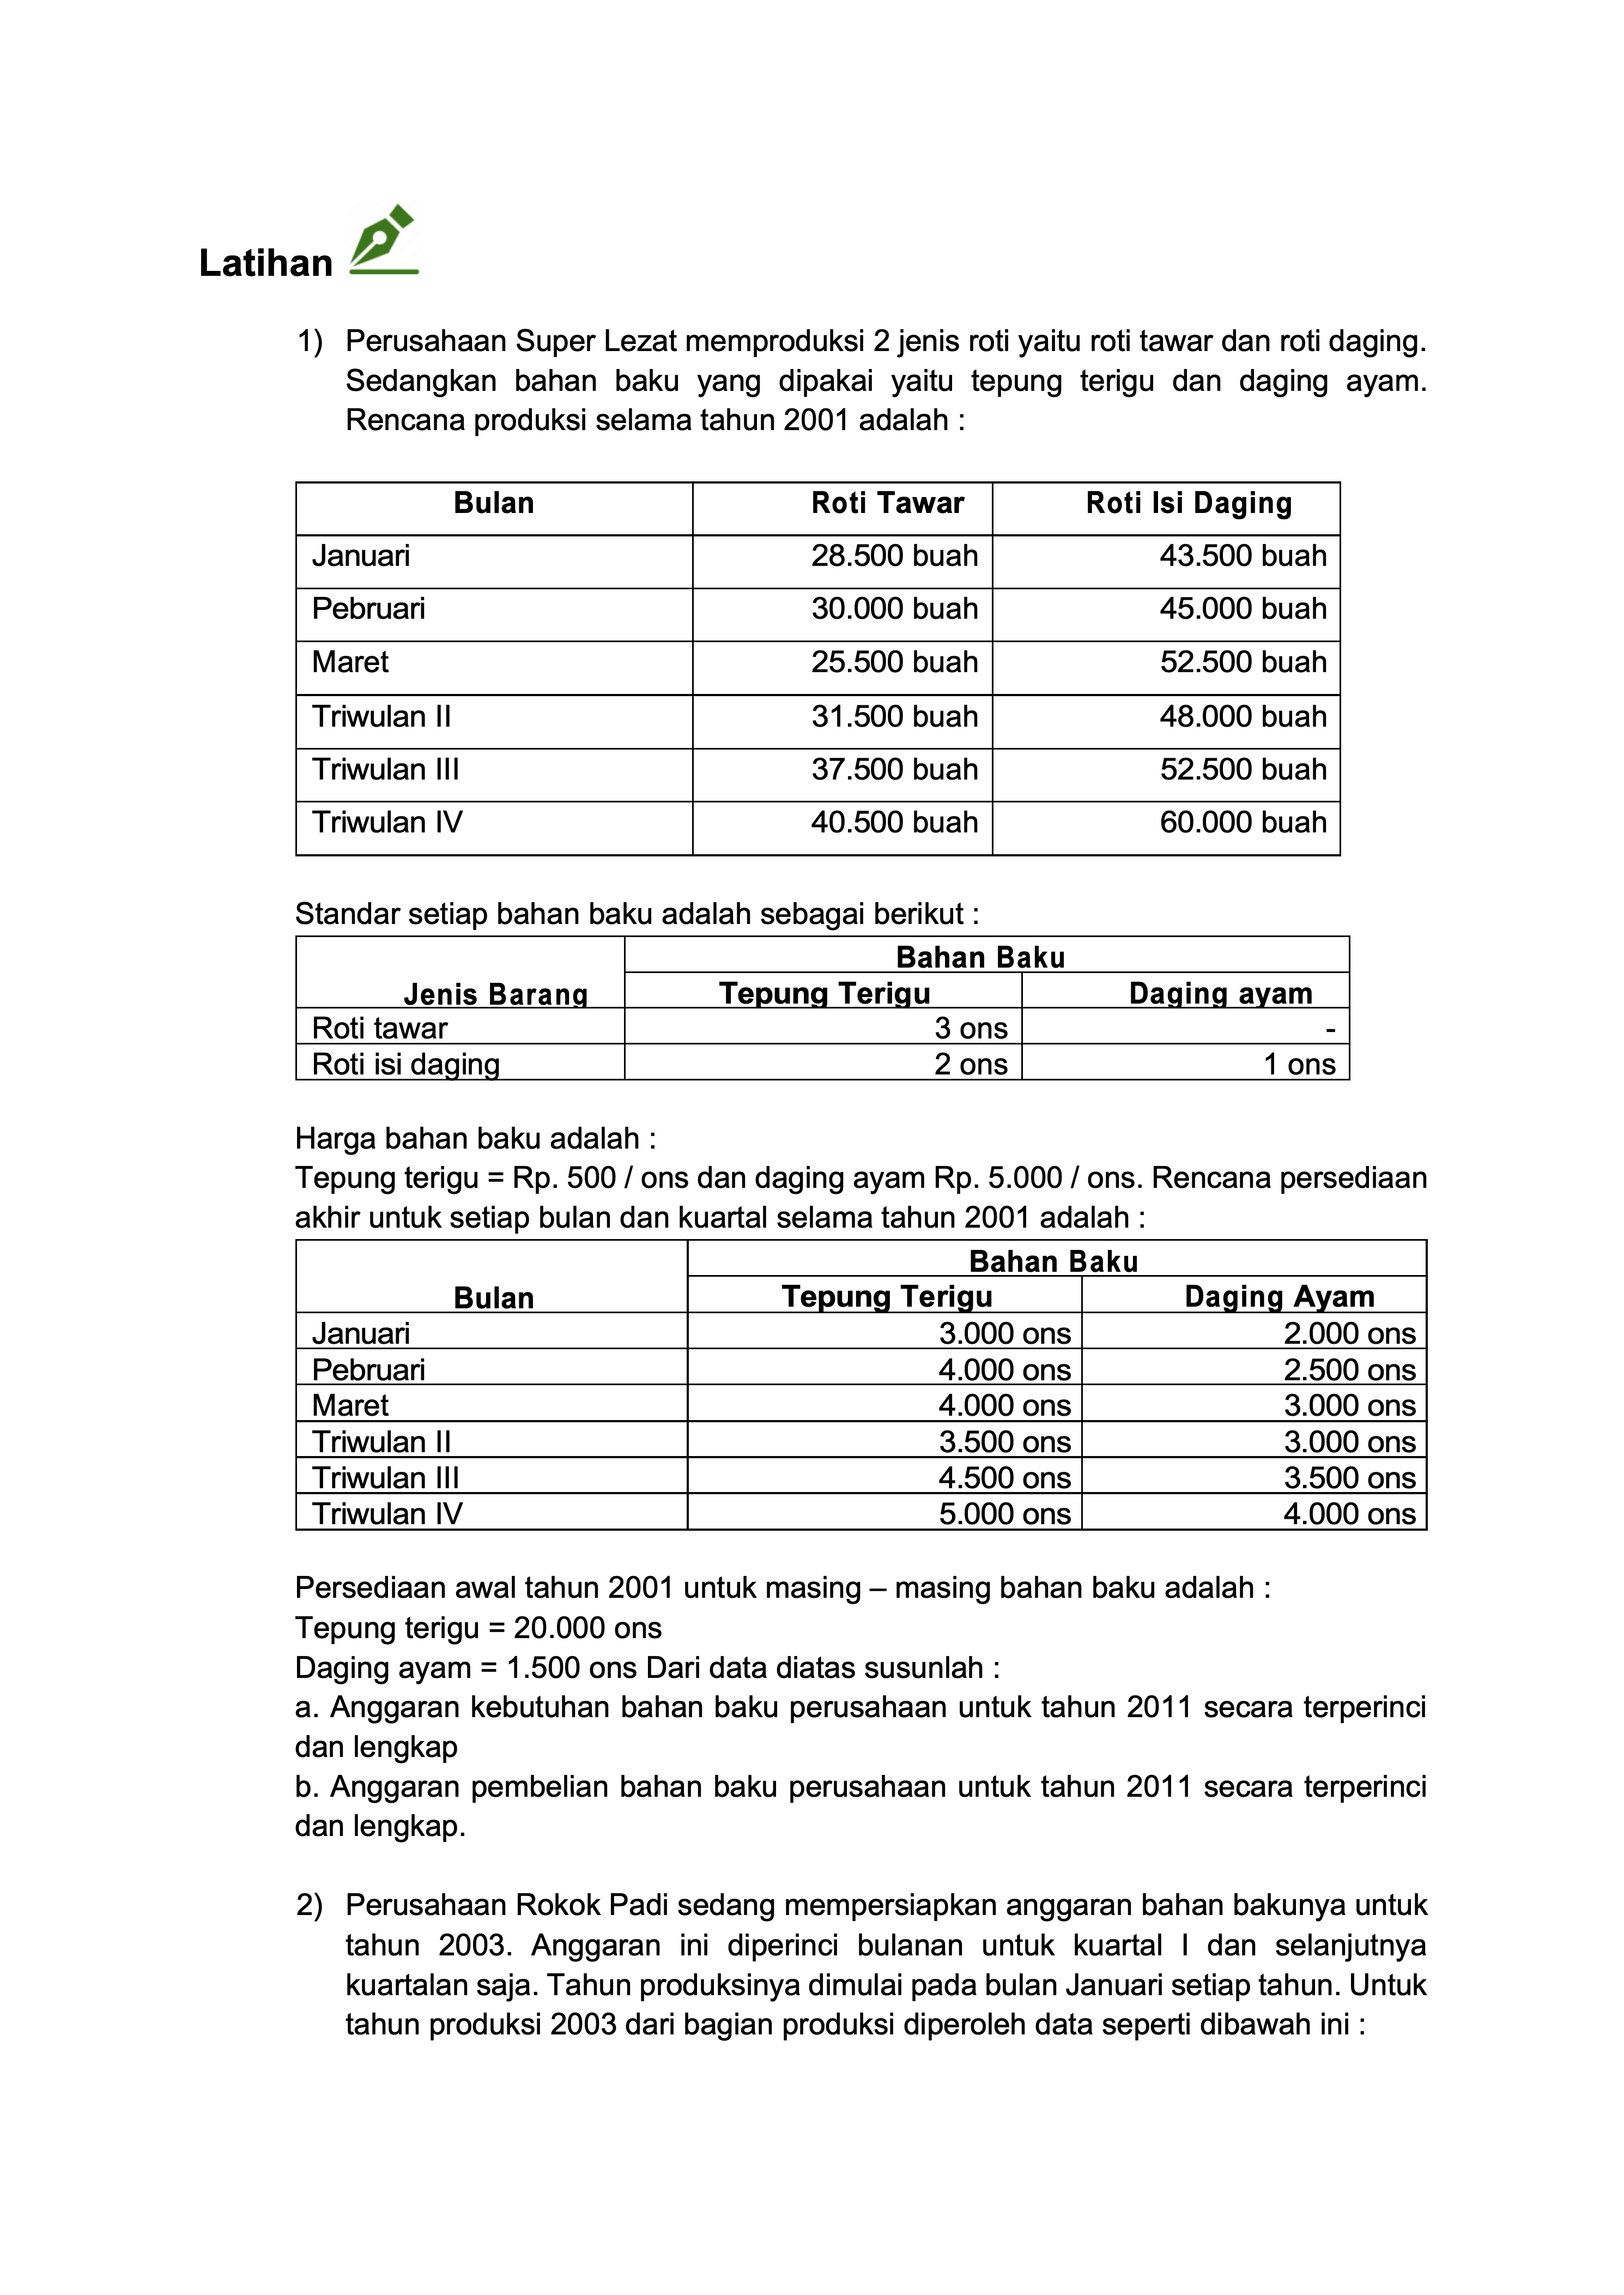 Latihan
1) Perusahaan Super Lezat memproduksi 2 jenis roti yaitu roti tawar dan roti daging.
Sedangkan bahan baku yang dipakai yaitu tepung terigu dan daging ayam.
Rencana produksi selama tahun 2001 adalah :
Bulan Roti Tawar Roti Isi Daging
Januari 28.500 buah 43.500 buah
Pebruari 30.000 buah 45.000 buah
Maret 25.500 buah 52.500 buah
Triwulan II 31.500 buah 48.000 buah
Triwulan III 37.500 buah 52.500 buah
Triwulan IV 40.500 buah 60.000 buah
Standar setiap bahan baku adalah sebagai berikut :
Bahan Baku
Jenis Barang Tepung Terigu Daging ayam
Roti tawar 3 ons -
Roti isi daging 2 ons 1 ons
Harga bahan baku adalah :
Tepung terigu = Rp. 500 / ons dan daging ayam Rp. 5.000 / ons. Rencana persediaan
akhir untuk setiap bulan dan kuartal selama tahun 2001 adalah :
Bahan Baku
Bulan Tepung Terigu Daging Ayam
Januari 3.000 ons 2.000 ons
Pebruari 4.000 ons 2.500 ons
Maret 4.000 ons 3.000 ons
Triwulan II 3.500 ons 3.000 ons
Triwulan III 4.500 ons 3.500 ons
Triwulan IV 5.000 ons 4.000 ons
Persediaan awal tahun 2001 untuk masing – masing bahan baku adalah :
Tepung terigu = 20.000 ons
Daging ayam = 1.500 ons Dari data diatas susunlah :
a. Anggaran kebutuhan bahan baku perusahaan untuk tahun 2011 secara terperinci
dan lengkap
b. Anggaran pembelian bahan baku perusahaan untuk tahun 2011 secara terperinci
dan lengkap.
2) Perusahaan Rokok Padi sedang mempersiapkan anggaran bahan bakunya untuk
tahun 2003. Anggaran ini diperinci bulanan untuk kuartal I dan selanjutnya
kuartalan saja. Tahun produksinya dimulai pada bulan Januari setiap tahun. Untuk
tahun produksi 2003 dari bagian produksi diperoleh data seperti dibawah ini :